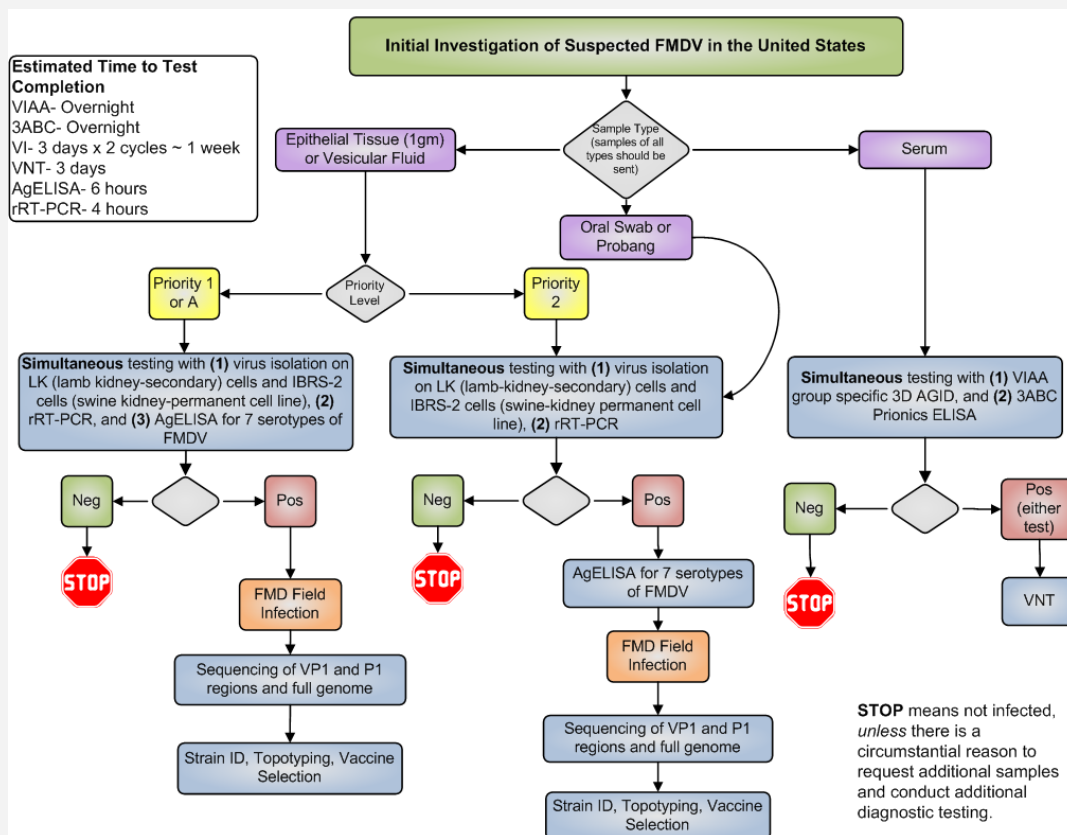 Initial Investigation of Suspected FMDV in the United States
Estimated Time to Test
Completion
VIAA- Overnight
3ABC- Overnight
VI- 3 days x 2 cycles ~ 1 week
VNT- 3 days
AgELISA- 6 hours
rRT-PCR- 4 hours
Sample Type
(samples of all
types should be
sent)
Epithelial Tissue (1gm)
or Vesicular Fluid
Serum
Oral Swab or
Probang
Priority
Level
Priority 1
or A
Priority
2
Simultaneous testing with (1) virus isolation on
LK (lamb kidney-secondary) cells and IBRS-2
cells (swine kidney-permanent cell line), (2)
rRT-PCR, and (3) AgELISA for 7 serotypes of
FMDV
Simultaneous testing with (1) virus isolation
on LK (lamb-kidney-secondary) cells and
IBRS-2 cells (swine-kidney permanent cell
line), (2) rRT-PCR
Simultaneous testing with (1) VIAA
group specific 3D AGID, and (2) 3ABC
Prionics ELISA
Neg
Pos
Neg
Pos
Neg
Pos
(either
test)
STOP
STOP
STOP
VNT
FMD Field
Infection
Sequencing of VP1 and P1
regions and full genome
Strain ID, Topotyping, Vaccine
Selection
AgELISA for 7 serotypes
of FMDV
FMD Field
Infection
Sequencing of VP1 and P1
regions and full genome
Strain ID, Topotyping, Vaccine
Selection
STOP means not infected,
unless there is a
circumstantial reason to
request additional samples
and conduct additional
diagnostic testing.